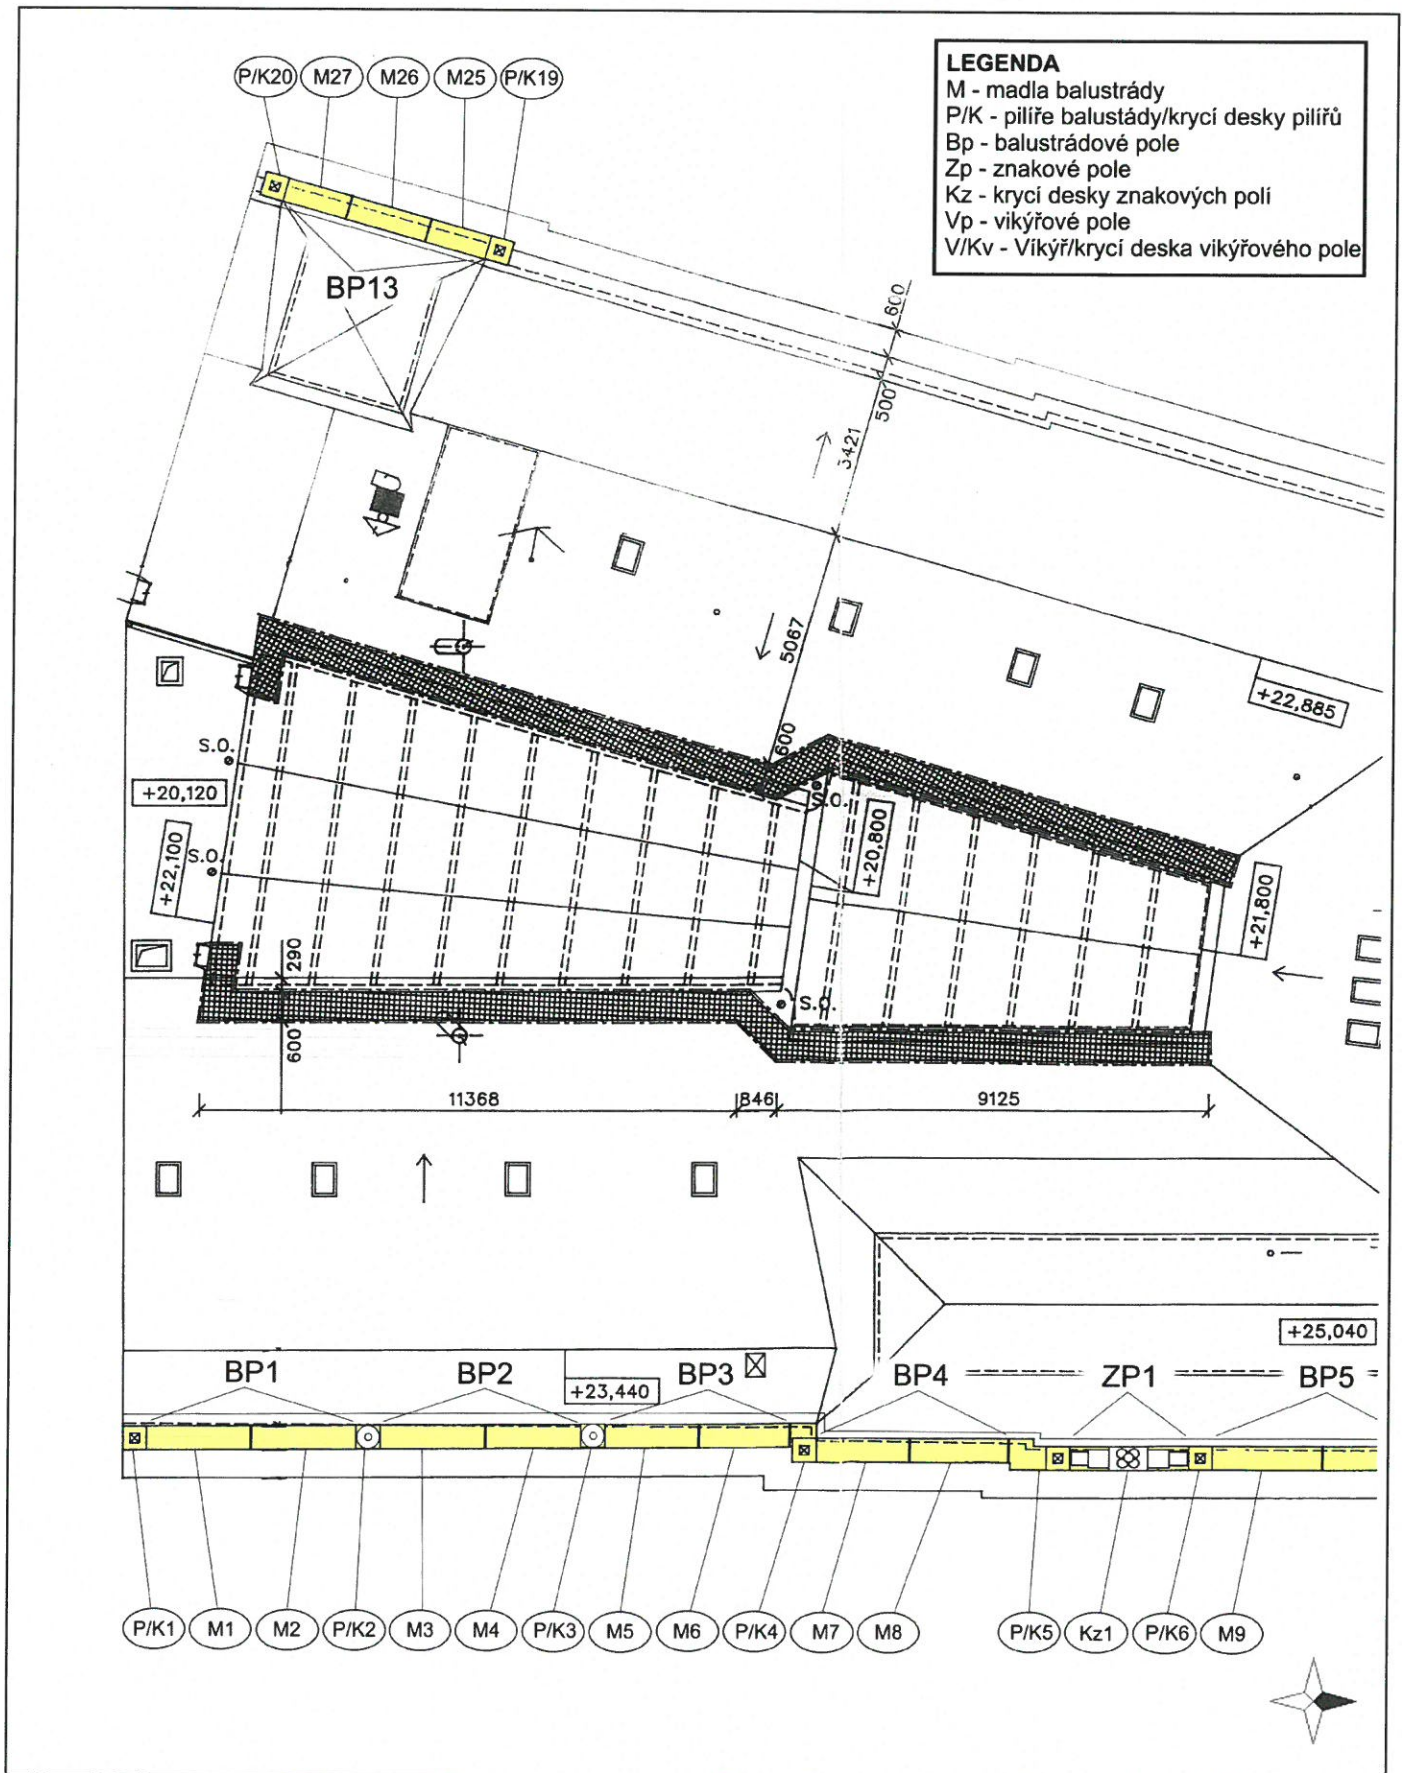 P/K20 M27 M26 M25 P/K19
LEGENDA
M - madla balustrády
P/K - pilíře balustády/krycí desky pilířů
Bp - balustrádové pole
Zp - znakové pole
Kz - krycí desky znakových polí
Vp - vikýřové pole
V/Kv - Vikýř/krycí deska vikýřového pole
BP13
600
500
3421
5067
600
+22,885
S.O.
+20,120
S.O.
+20,800
+22,100
S.O.
+21,800
290
S.O.
600
11368 846 9125
+25,040
BP1 BP2 BP3 BP4 ZP1 BP5
+23,440
P/K1 M1 M2 P/K2 M3 M4 P/K3 M5 M6 P/K4 M7 M8 P/K5 Kz1 P/K6 M9